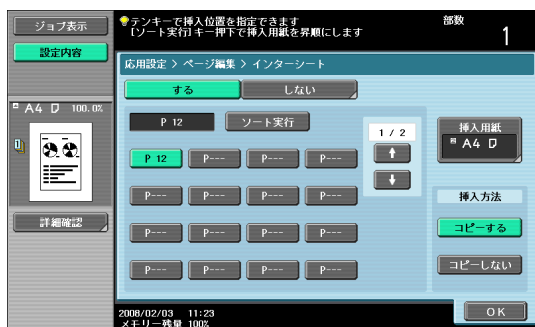 ジョブ表示
設定内容
テンキーで挿入位置を指定できます
［ソート実行］キー押下で挿入用紙を昇順にします
部数
1
応用設定 > ページ編集 > インターシート
する
しない
A4 100.0%
P 12
ソート実行
1 / 2
挿入用紙
A4
P 12 P--- P--- P---
P--- P--- P--- P---
P--- P--- P--- P---
P--- P--- P--- P---
挿入方法
コピーする
コピーしない
詳細確認
2008/02/03 11:23
メモリー残量 100%
OK